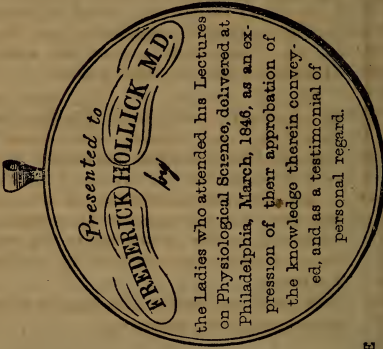 Presented to
FREDERICK HOLLICK M.D.
by
the Ladies who attended his Lectures
on Physiological Science, delivered at
Philadelphia, March, 1846, as an ex-
pression of their approbation of
the knowledge therein convey-
ed, and as a testimonial of
personal regard.
E